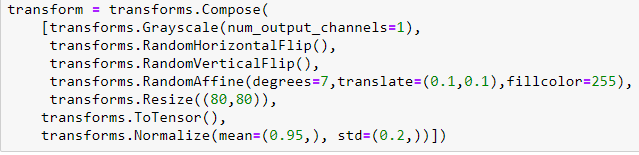 transform = transforms.Compose(
    [transforms.Grayscale(num_output_channels=1),
     transforms.RandomHorizontalFlip(),
     transforms.RandomVerticalFlip(),
     transforms.RandomAffine(degrees=7,translate=(0.1,0.1),fillcolor=255),
     transforms.Resize((80,80)),
    transforms.ToTensor(),
    transforms.Normalize(mean=(0.95,), std=(0.2,))])